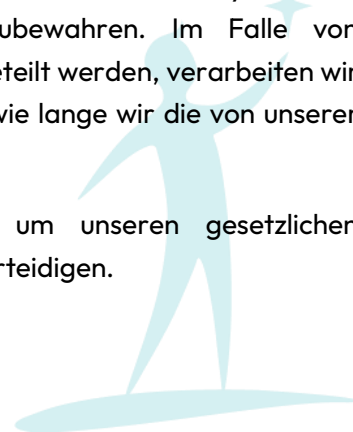 ubewahren. Im Falle von
eteilt werden, verarbeiten wir
wie lange wir die von unseren
um unseren gesetzlichen
rteidigen.